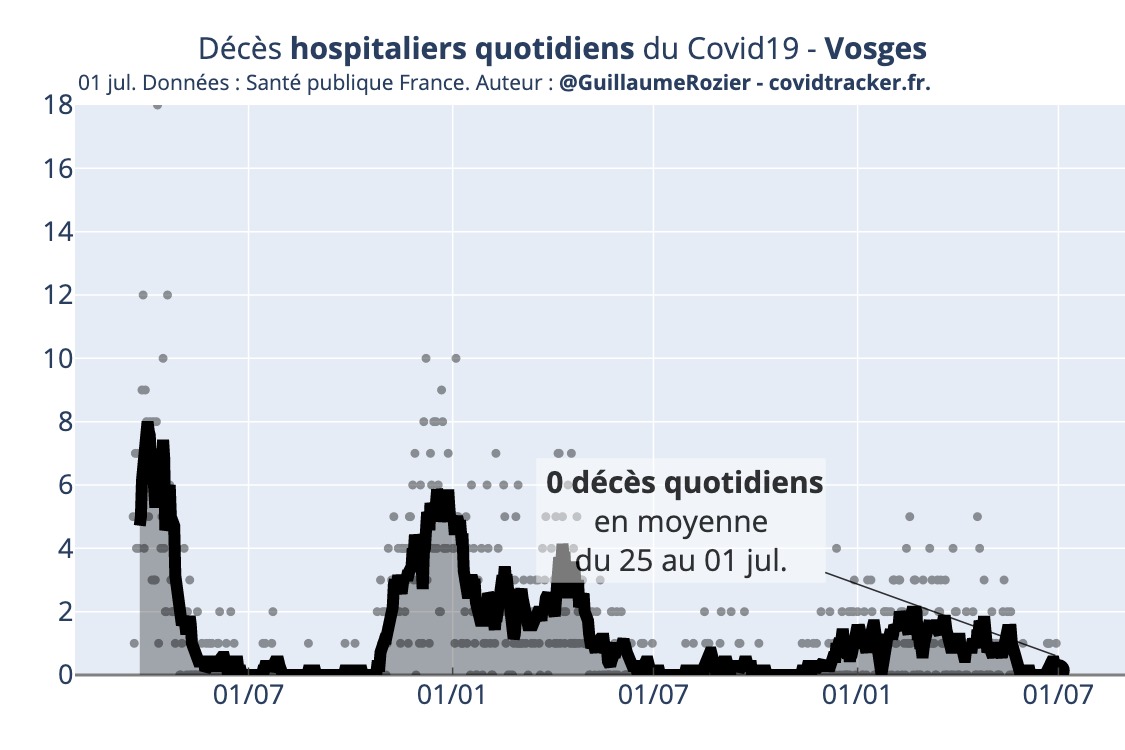 Décès hospitaliers quotidiens du Covid19 - Vosges
01 jul. Données : Santé publique France. Auteur : @GuillaumeRozier - covidtracker.fr.
18
16
14
12
10
8
6
4
2
0
0 décès quotidiens
en moyenne
du 25 au 01 jul.
01/07 01/01 01/07 01/01 01/07